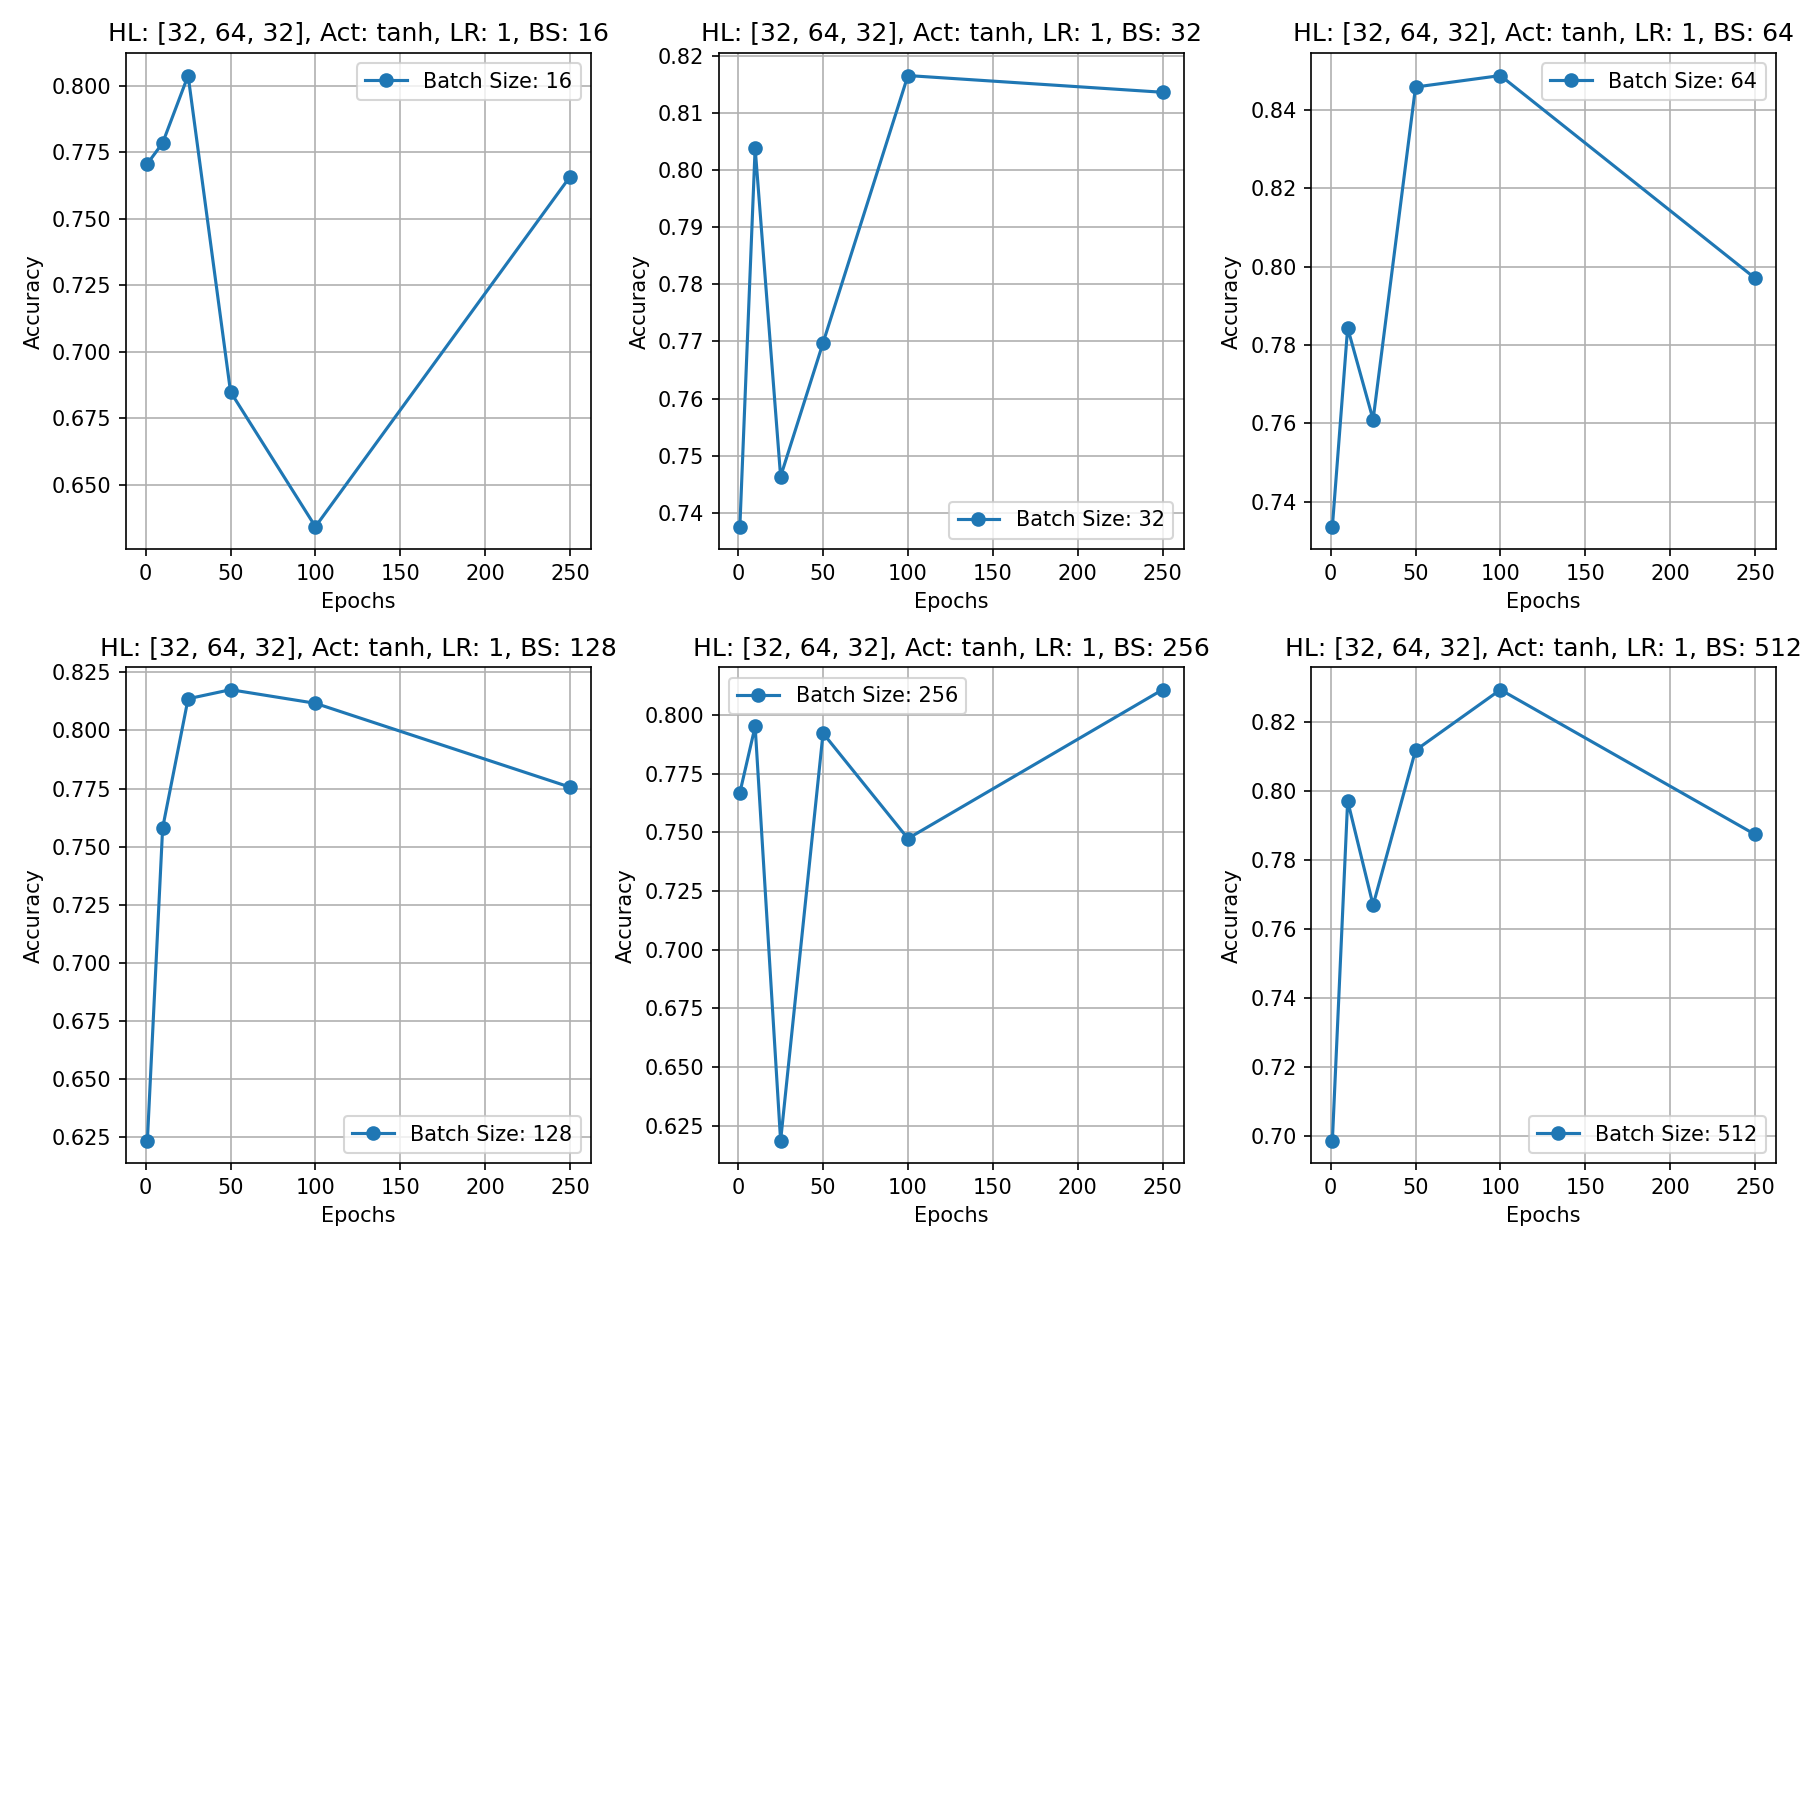 HL: [32, 64, 32], Act: tanh, LR: 1, BS: 16
Batch Size: 16
0.800
0.775
0.750
0.725
0.700
0.675
0.650
Accuracy
0 50 100 150 200 250
Epochs
HL: [32, 64, 32], Act: tanh, LR: 1, BS: 32
0.82
0.81
0.80
0.79
0.78
0.77
0.76
0.75
0.74
Accuracy
Batch Size: 32
0 50 100 150 200 250
Epochs
HL: [32, 64, 32], Act: tanh, LR: 1, BS: 64
Batch Size: 64
0.84
0.82
0.80
0.78
0.76
0.74
Accuracy
0 50 100 150 200 250
Epochs
HL: [32, 64, 32], Act: tanh, LR: 1, BS: 128
0.825
0.800
0.775
0.750
0.725
0.700
0.675
0.650
0.625
Accuracy
Batch Size: 128
0 50 100 150 200 250
Epochs
HL: [32, 64, 32], Act: tanh, LR: 1, BS: 256
Batch Size: 256
0.800
0.775
0.750
0.725
0.700
0.675
0.650
0.625
Accuracy
0 50 100 150 200 250
Epochs
HL: [32, 64, 32], Act: tanh, LR: 1, BS: 512
0.82
0.80
0.78
0.76
0.74
0.72
0.70
Accuracy
Batch Size: 512
0 50 100 150 200 250
Epochs